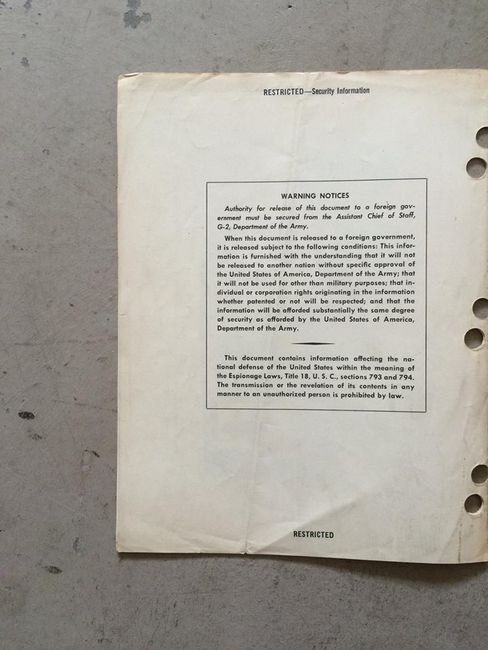 RESTRICTED—Security Information
WARNING NOTICES
Authority for release of this document to a foreign gov-
ernment must be secured from the Assistant Chief of Staff,
G-2, Department of the Army.
When this document is released to a foreign government,
it is released subject to the following conditions: This infor-
mation is furnished with the understanding that it will not
be released to another nation without specific approval of
the United States of America, Department of the Army; that
it will not be used for other than military purposes; that in-
dividual or corporation rights originating in the information
whether patented or not will be respected; and that the
information will be afforded substantially the same degree
of security as afforded by the United States of America,
Department of the Army.
This document contains information affecting the na-
tional defense of the United States within the meaning of
the Espionage Laws, Title 18, U. S. C., sections 793 and 794.
The transmission or the revelation of its contents in any
manner to an unauthorized person is prohibited by law.
RESTRICTED